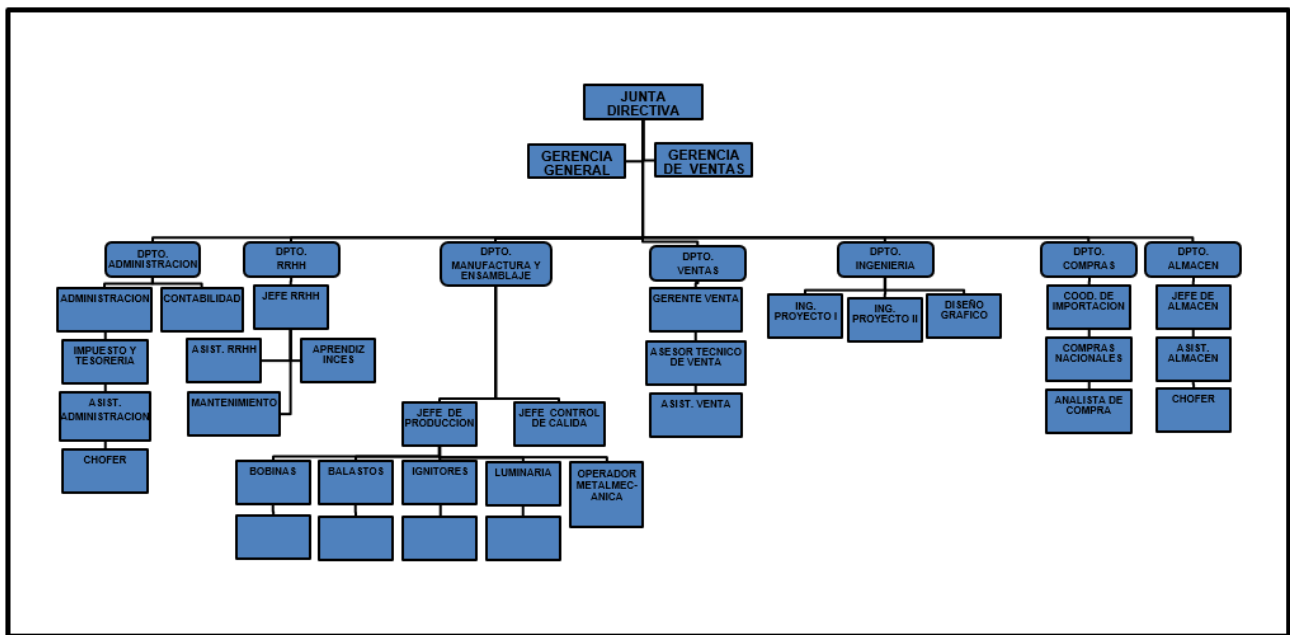 JUNTA
DIRECTIVA
GERENCIA
GENERAL
GERENCIA
DE VENTAS
DPTO.
ADMINISTRACION
DPTO.
RRHH
DPTO.
MANUFACTURA Y
ENSAMBLAJE
DPTO.
VENTAS
DPTO.
INGENIERIA
DPTO.
COMPRAS
DPTO.
ALMACEN
ADMINISTRACION
CONTABILIDAD
JEFE RRHH
GERENTE VENTA
ING.
PROYECTO I
ING.
PROYECTO II
DISEÑO
GRAFICO
COOD. DE
IMPORTACION
JEFE DE
ALMACEN
IMPUESTO Y
TESORERIA
ASIST. RRHH
APRENDIZ
INCES
ASESOR TECNICO
DE VENTA
COMPRAS
NACIONALES
ASIST.
ALMACEN
ASIST.
ADMINISTRACION
MANTENIMIENTO
JEFE DE
PRODUCCION
JEFE CONTROL
DE CALIDA
ASIST. VENTA
ANALISTA DE
COMPRA
CHOFER
CHOFER
BOBINAS
BALASTOS
IGNITORES
LUMINARIA
OPERADOR
METALMEC-
ANICA